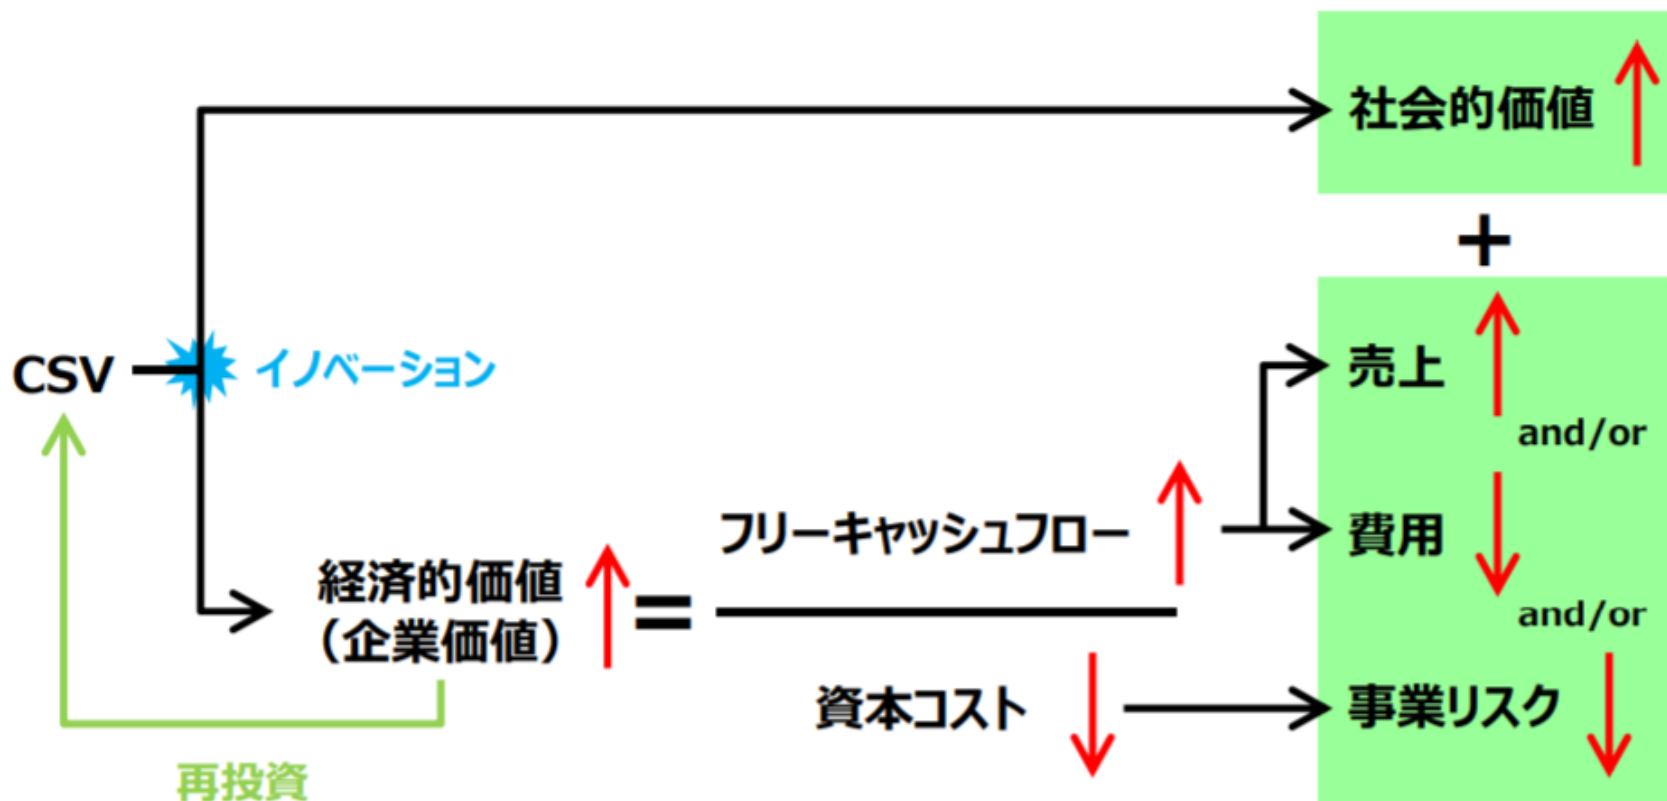 社会的価値
+
CSV
イノベーション
売上
and/or
フリーキャッシュフロー
費用
経済的価値
(企業価値)
=
and/or
資本コスト
事業リスク
再投資